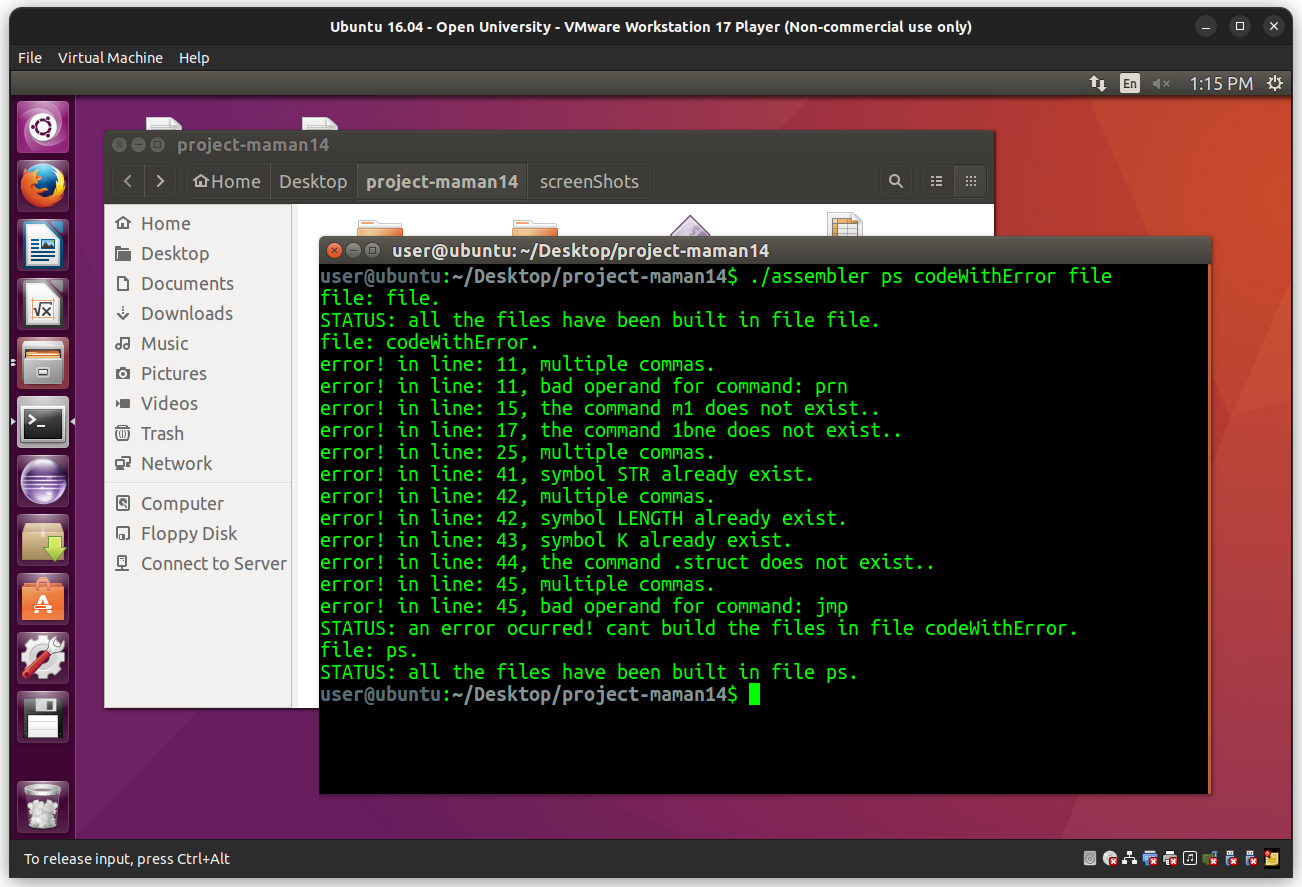 Ubuntu 16.04 - Open University - VMware Workstation 17 Player (Non-commercial use only)
File Virtual Machine Help
En 1:15 PM
project-maman14
Home Desktop project-maman14 screenShots
Home
Desktop
Documents
Downloads
Music
Pictures
Videos
Trash
Network
Computer
Floppy Disk
Connect to Server
user@ubuntu: ~/Desktop/project-maman14
user@ubuntu:~/Desktop/project-maman14$ ./assembler ps codeWithError file
file: file.
STATUS: all the files have been built in file file.
file: codeWithError.
error! in line: 11, multiple commas.
error! in line: 11, bad operand for command: prn
error! in line: 15, the command m1 does not exist..
error! in line: 17, the command 1bne does not exist..
error! in line: 25, multiple commas.
error! in line: 41, symbol STR already exist.
error! in line: 42, multiple commas.
error! in line: 42, symbol LENGTH already exist.
error! in line: 43, symbol K already exist.
error! in line: 44, the command .struct does not exist..
error! in line: 45, multiple commas.
error! in line: 45, bad operand for command: jmp
STATUS: an error ocurred! cant build the files in file codeWithError.
file: ps.
STATUS: all the files have been built in file ps.
user@ubuntu:~/Desktop/project-maman14$
To release input, press Ctrl+Alt